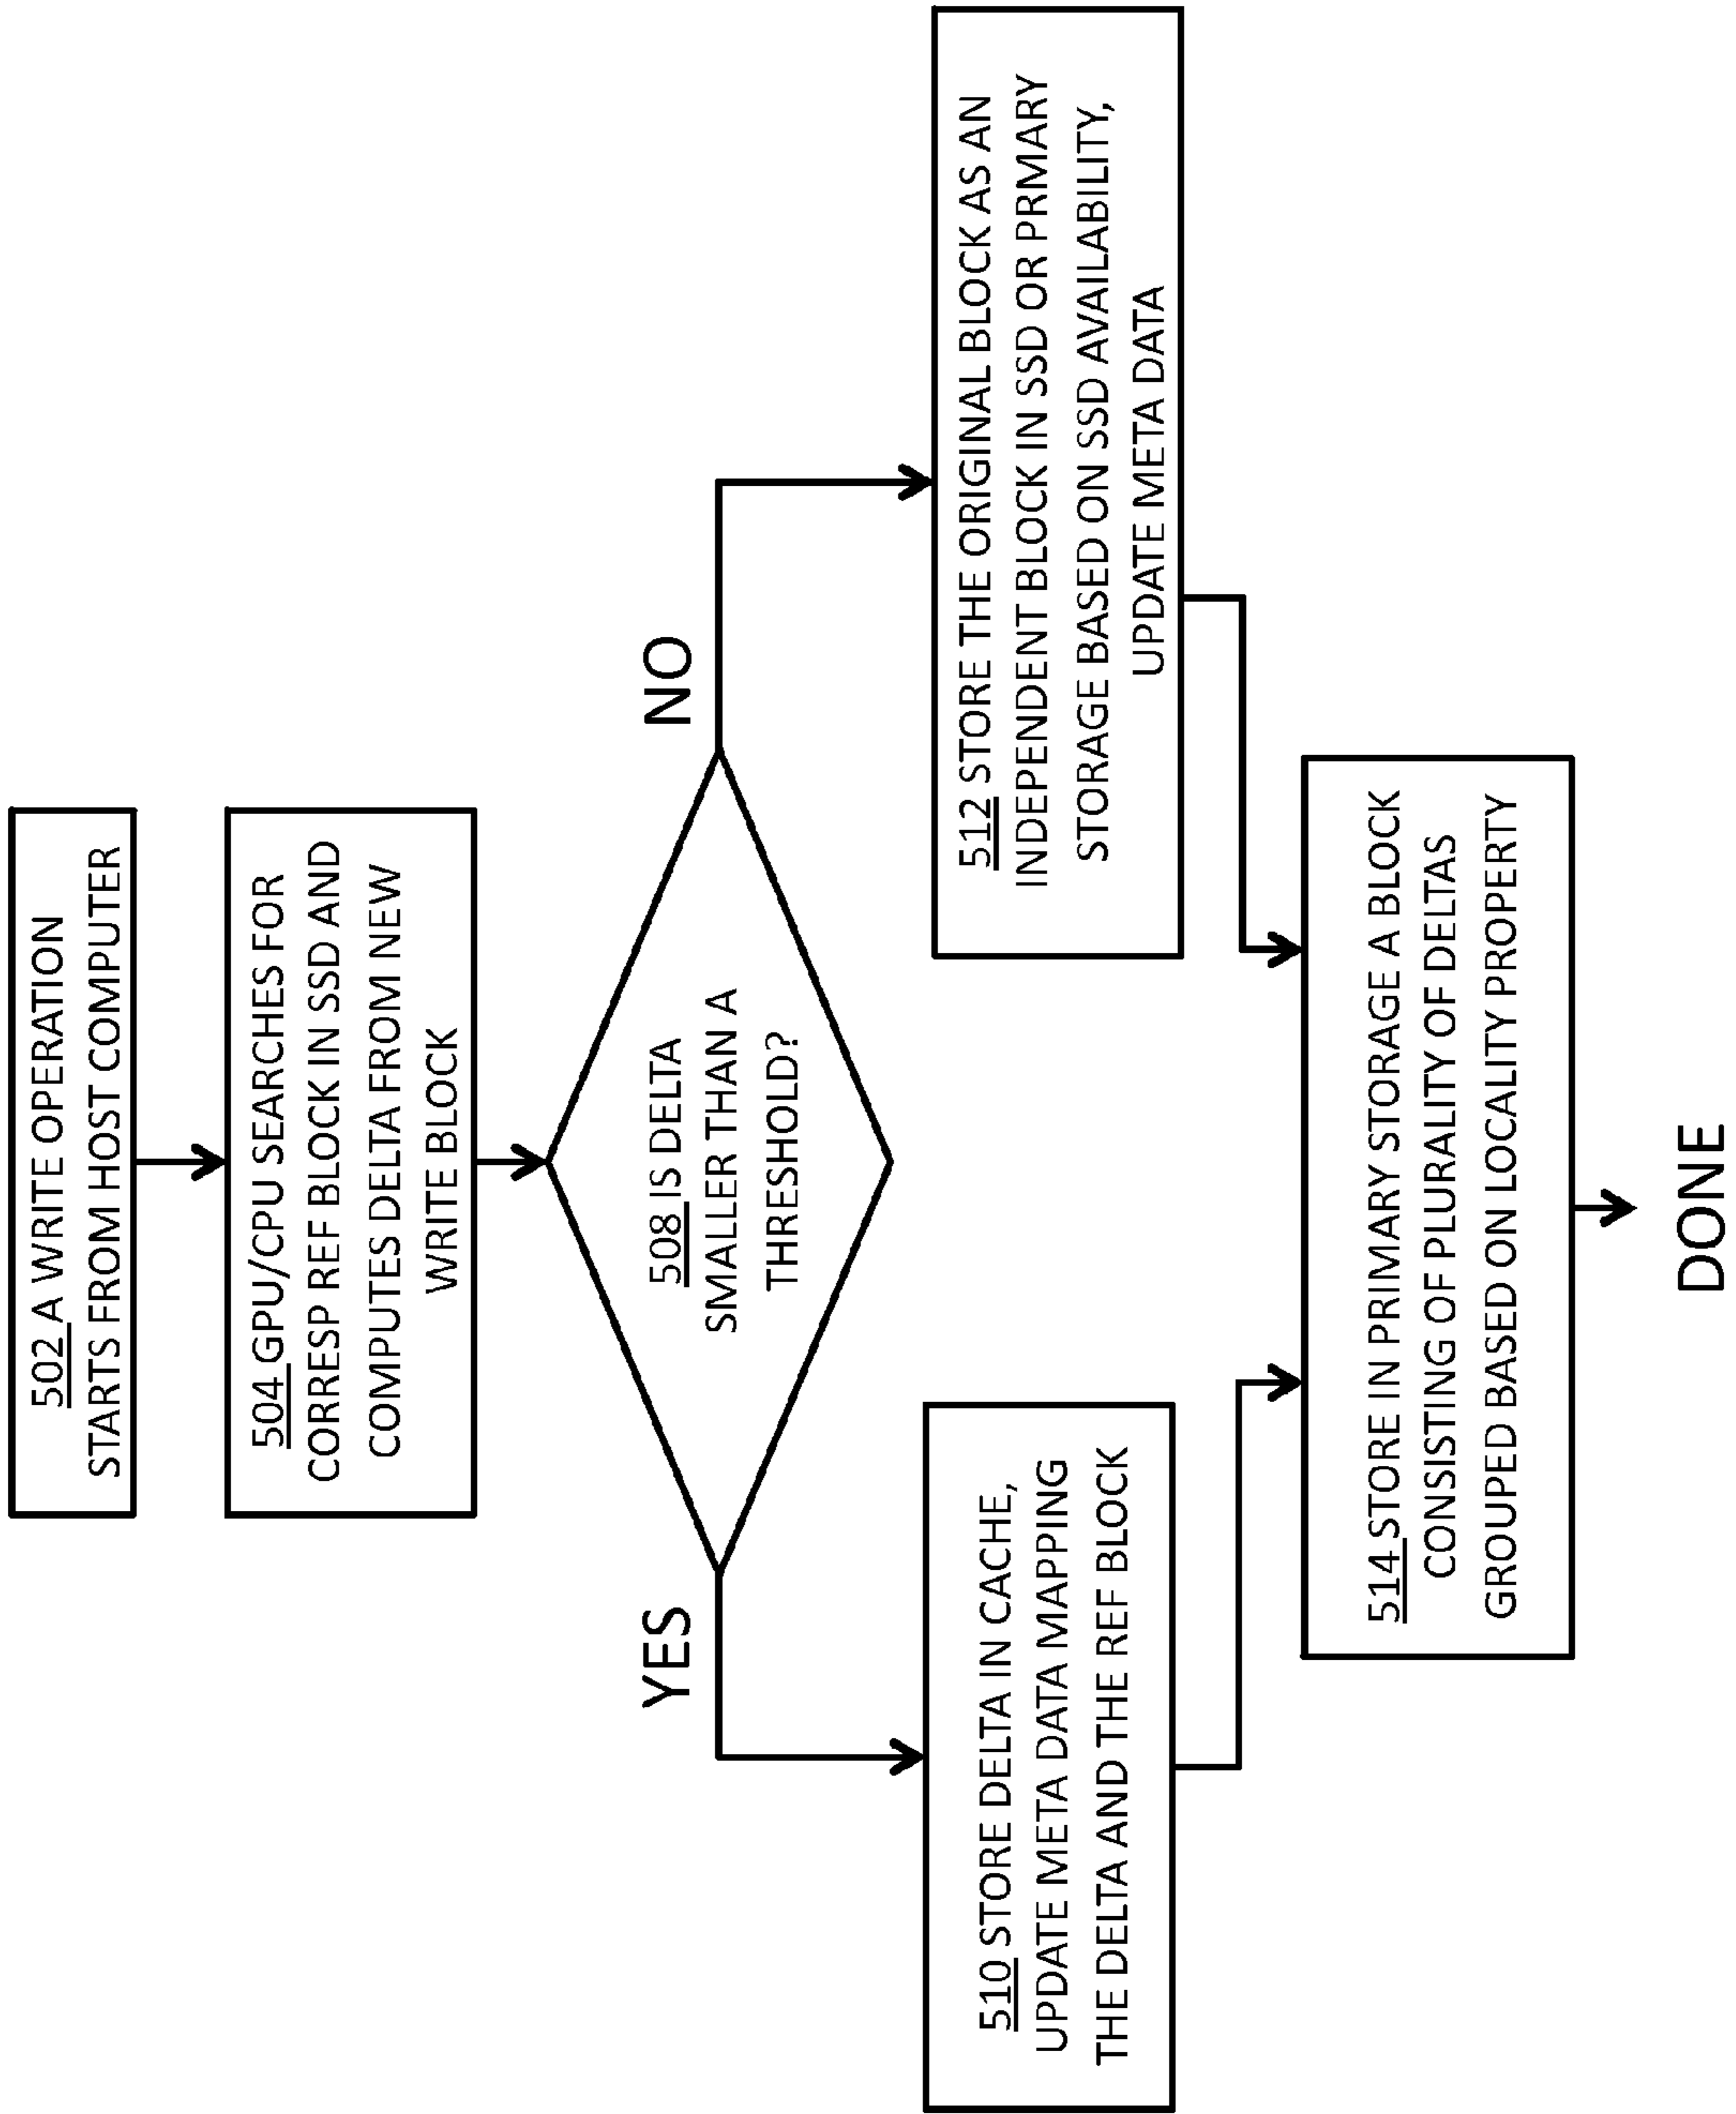 502 A WRITE OPERATION
STARTS FROM HOST COMPUTER
504 GPU/CPU SEARCHES FOR
CORRESP REF BLOCK IN SSD AND
COMPUTES DELTA FROM NEW
WRITE BLOCK
508 IS DELTA
SMALLER THAN A
THRESHOLD?
YES
NO
510 STORE DELTA IN CACHE,
UPDATE META DATA MAPPING
THE DELTA AND THE REF BLOCK
512 STORE THE ORIGINAL BLOCK AS AN
INDEPENDENT BLOCK IN SSD OR PRMARY
STORAGE BASED ON SSD AVAILABILITY,
UPDATE META DATA
514 STORE IN PRIMARY STORAGE A BLOCK
CONSISTING OF PLURALITY OF DELTAS
GROUPED BASED ON LOCALITY PROPERTY
DONE